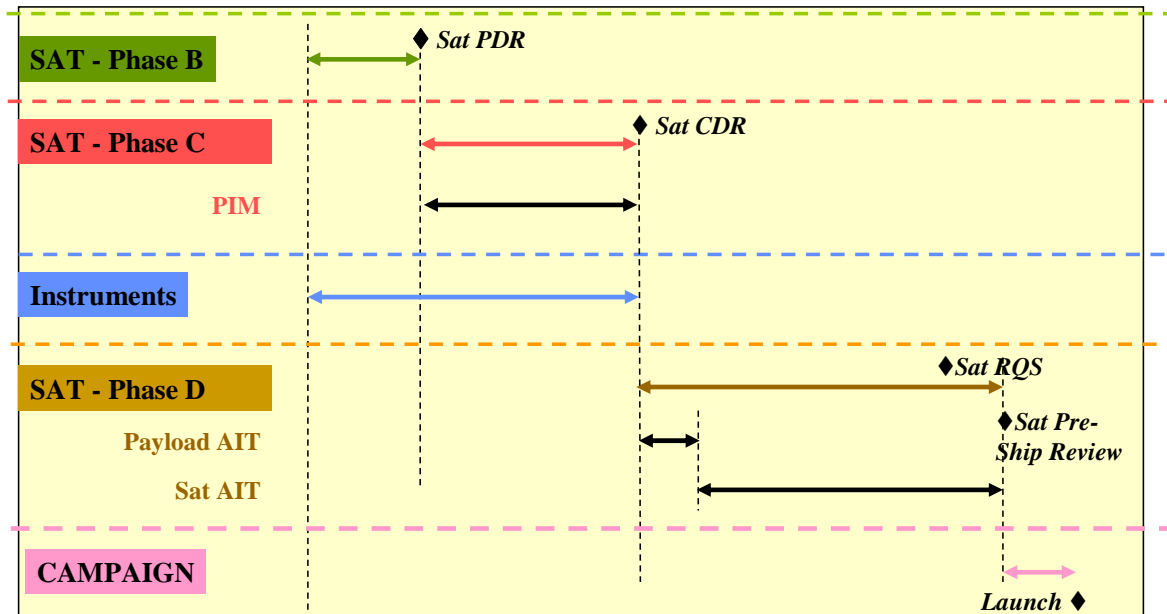 Sat PDR
SAT - Phase B
Sat CDR
SAT - Phase C
PIM
Instruments
Sat RQS
SAT - Phase D
Sat Pre-
Ship Review
Payload AIT
Sat AIT
CAMPAIGN
Launch